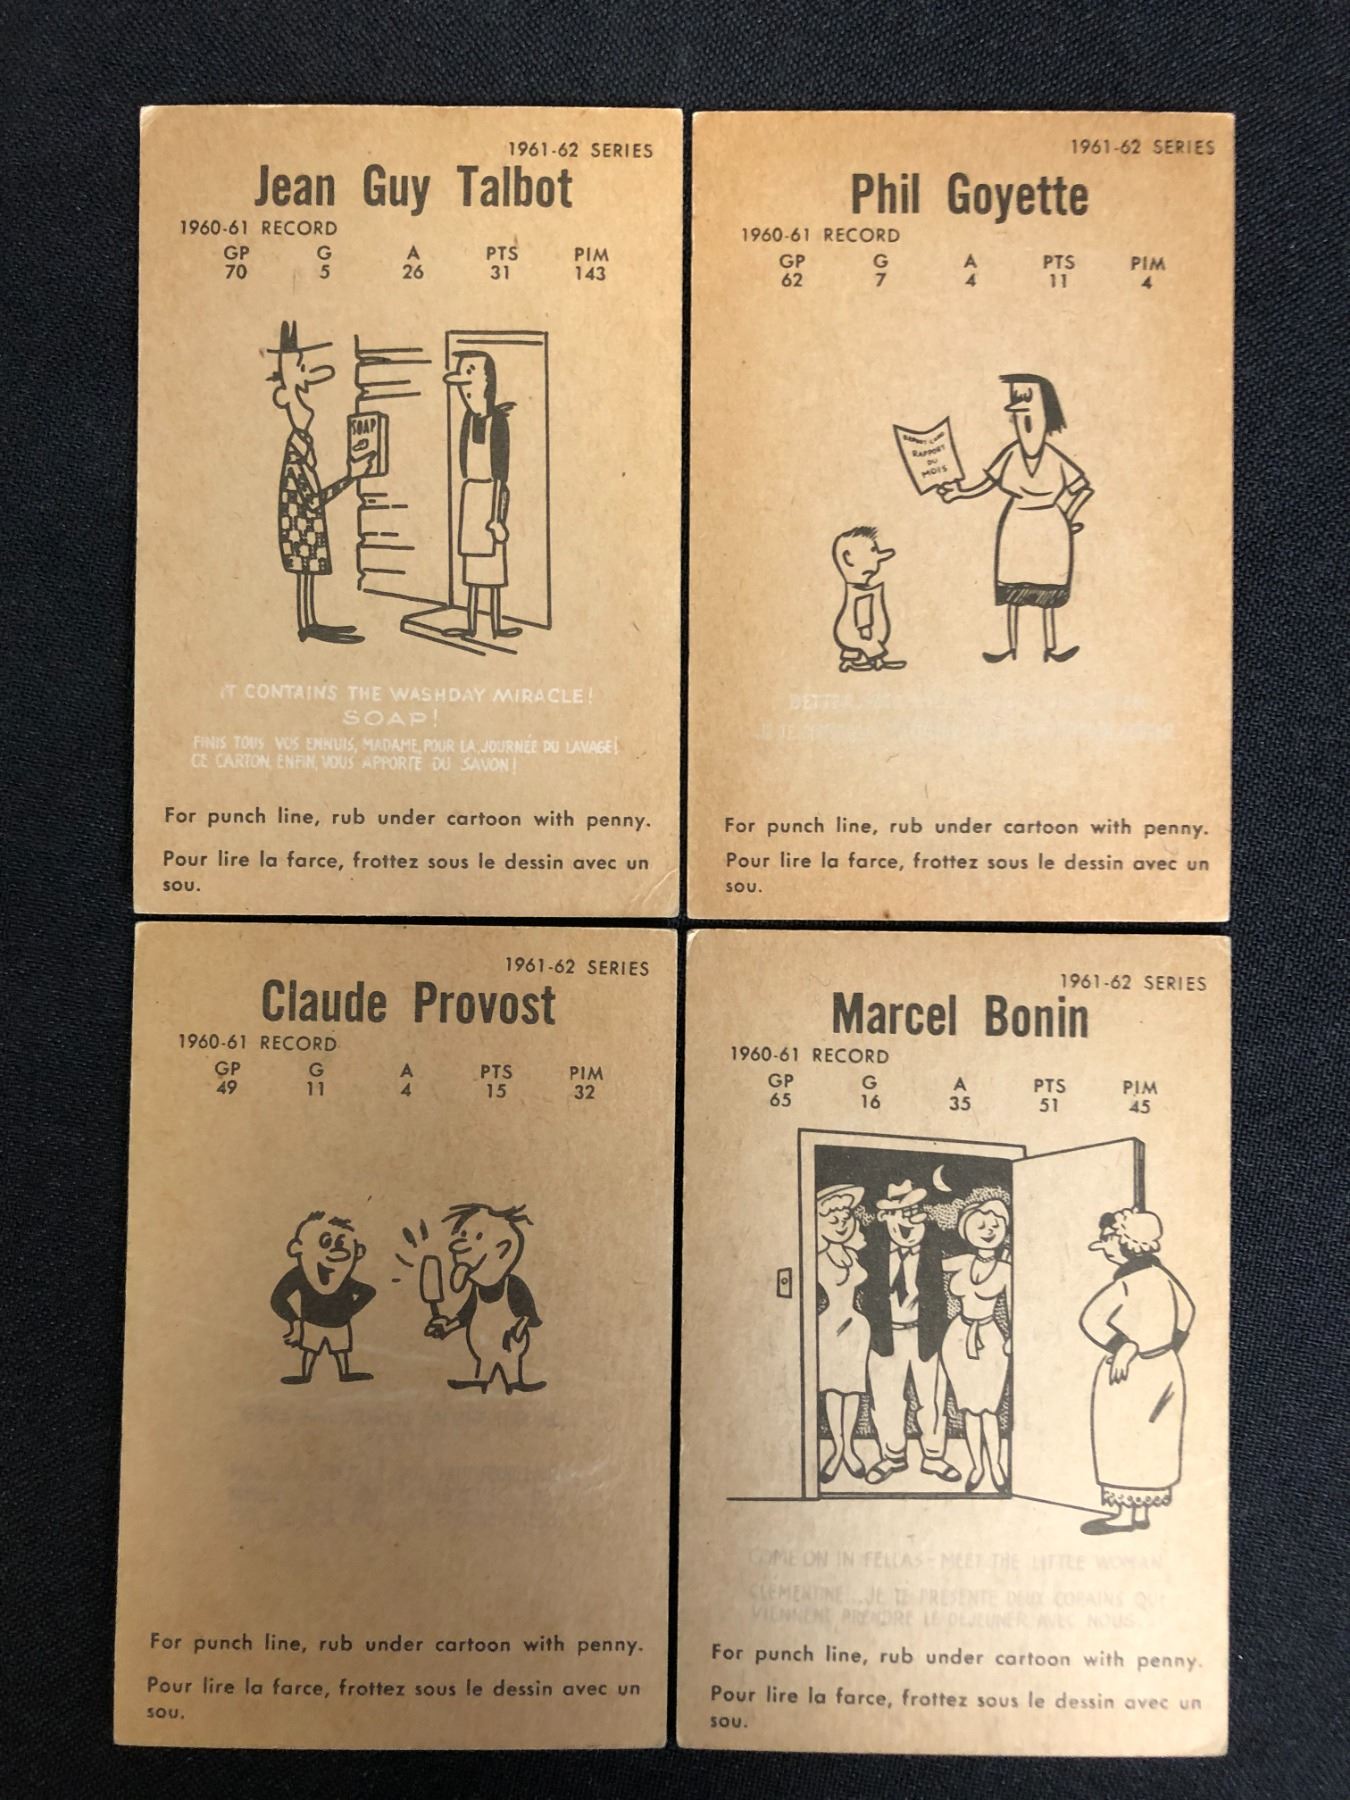 1961-62 SERIES
Jean Guy Talbot
1960-61 RECORD
GP G A PTS PIM
70 5 26 31 143
SOAP
IT CONTAINS THE WASHDAY MIRACLE!
SOAP!
FINIS TOUS VOS ENNUIS, MADAME, POUR LA JOURNÉE DU LAVAGE!
CE CARTON, ENFIN, VOUS APPORTE DU SAVON!
For punch line, rub under cartoon with penny.
Pour lire la farce, frottez sous le dessin avec un
sou.
1961-62 SERIES
Phil Goyette
1960-61 RECORD
GP G A PTS PIM
62 7 4 11 4
REPORT CARD
RAPPORT
DU
MOIS
BETTER
For punch line, rub under cartoon with penny.
Pour lire la farce, frottez sous le dessin avec un
sou.
1961-62 SERIES
Claude Provost
1960-61 RECORD
GP G A PTS PIM
49 11 4 15 32
For punch line, rub under cartoon with penny.
Pour lire la farce, frottez sous le dessin avec un
sou.
1961-62 SERIES
Marcel Bonin
1960-61 RECORD
GP G A PTS PIM
65 16 35 51 45
COME ON IN FELLAS - MEET THE LITTLE WOMAN
CLÉMENTINE!...JE TE PRÉSENTE DEUX COPAINS QUI
VIENNENT PRENDRE LE DÉJEUNER AVEC NOUS...
For punch line, rub under cartoon with penny.
Pour lire la farce, frottez sous le dessin avec un
sou.